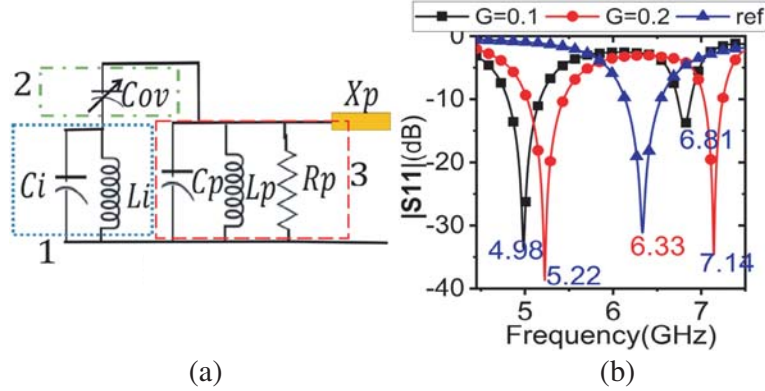 2
Cov
Xp
Ci
Li
Cp
Lp
Rp
3
1
(a)
G=0.1 G=0.2 ref
0
-10
-20
-30
-40
|S11|(dB)
6.81
4.98
5.22
6.33
7.14
5 6 7
Frequency(GHz)
(b)